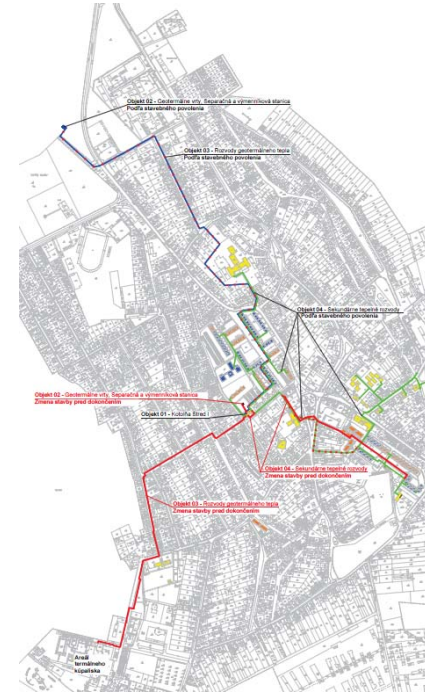 Objekt 02 - Geotermálne vrty, Separačná a výmenníková stanica
Podľa stavebného povolenia
Objekt 03 - Rozvody geotermálneho tepla
Podľa stavebného povolenia
Objekt 04 - Sekundárne tepelné rozvody
Podľa stavebného povolenia
Objekt 02 - Geotermálne vrty, Separačná a výmenníková stanica
Zmena stavby pred dokončením
Objekt 01 - Kotolňa Stred I
Objekt 04 - Sekundárne tepelné rozvody
Zmena stavby pred dokončením
Objekt 03 - Rozvody geotermálneho tepla
Zmena stavby pred dokončením
Areál
termálneho
kúpaliska